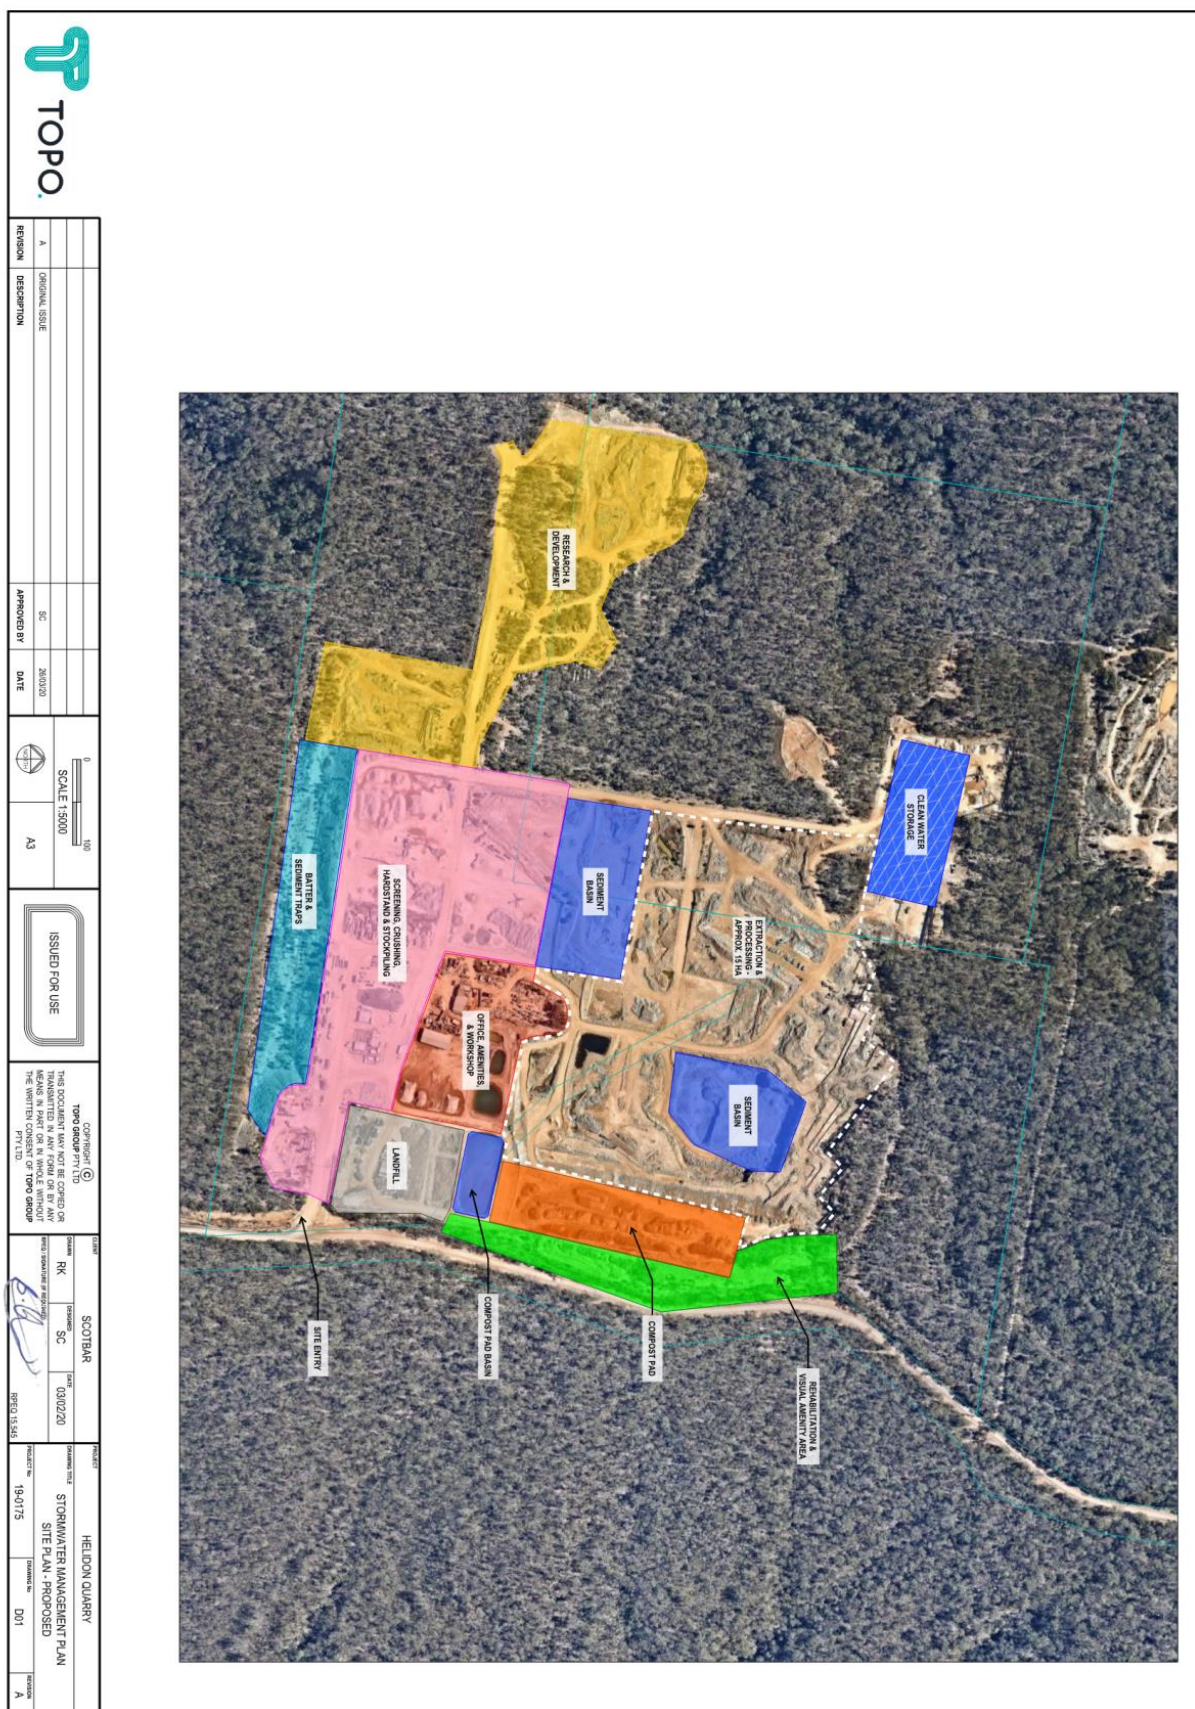 RESEARCH &
DEVELOPMENT
CLEAN WATER
STORAGE
SEDIMENT
BASIN
EXTRACTION &
PROCESSING -
APPROX. 15 HA
BATTER &
SEDIMENT TRAPS
SCREENING, CRUSHING,
HARDSTAND & STOCKPILING
OFFICE, AMENITIES,
& WORKSHOP
SEDIMENT
BASIN
LANDFILL
COMPOST PAD BASIN
COMPOST PAD
SITE ENTRY
REHABILITATION &
VISUAL AMENITY AREA
TOPO.
A ORIGINAL ISSUE SC 26/03/20
REVISION DESCRIPTION APPROVED BY DATE
0 100
SCALE 1:5000
NORTH
A3
ISSUED FOR USE
COPYRIGHT ©
TOPO GROUP PTY LTD
THIS DOCUMENT MAY NOT BE COPIED OR
TRANSMITTED IN ANY FORM OR BY ANY
MEANS IN PART OR IN WHOLE WITHOUT
THE WRITTEN CONSENT OF TOPO GROUP
PTY LTD
CLIENT
SCOTBAR
DRAWN
RK
DESIGNED
SC
DATE
03/02/20
RPEQ SIGNATURE (IF REQUIRED)
RPEQ 15345
PROJECT
HELIDON QUARRY
DRAWING TITLE
STORMWATER MANAGEMENT PLAN
SITE PLAN - PROPOSED
PROJECT No
19-0175
DRAWING No
D01
REVISION
A